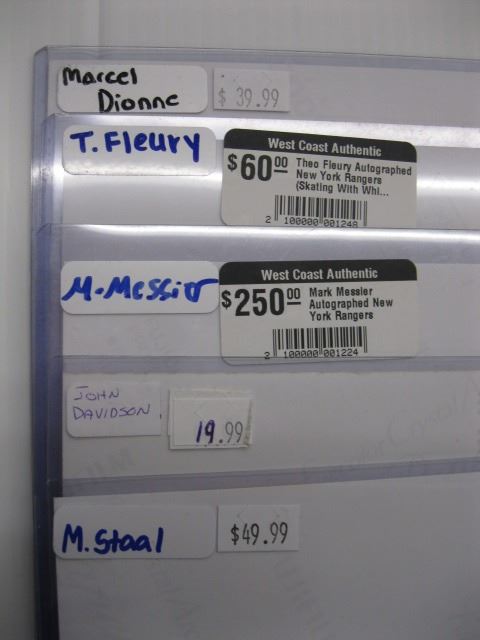 Marcel
Dionne
$ 39.99
T. Fleury
West Coast Authentic
$60.00 Theo Fleury Autographed
New York Rangers
(Skating With Whl...
2 100000 001248
M. Messier
West Coast Authentic
$250.00 Mark Messier
Autographed New
York Rangers
2 100000 001224
JOHN
DAVIDSON.
19.99
M. Staal
$49.99